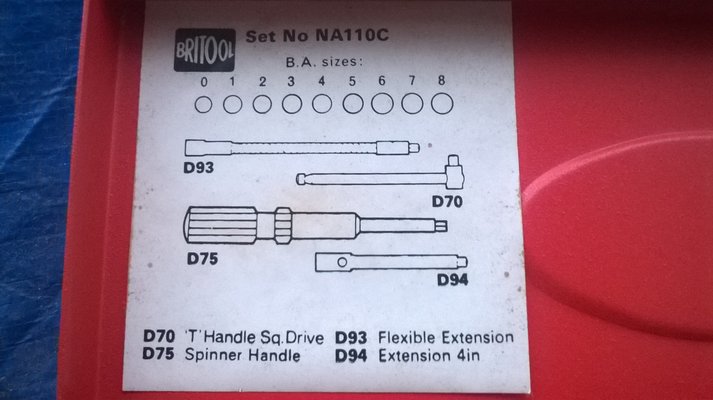 BRITOOL Set No NA110C
B.A. sizes:
0 1 2 3 4 5 6 7 8
D93
D70
D75
D94
D70 'T' Handle Sq. Drive D93 Flexible Extension
D75 Spinner Handle D94 Extension 4in